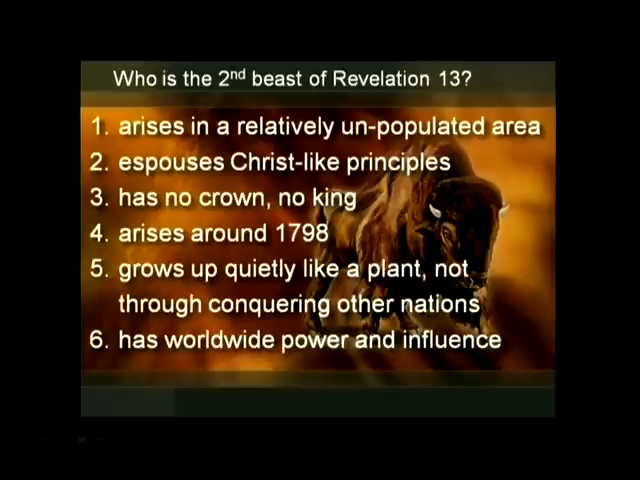 Who is the 2nd beast of Revelation 13?
1. arises in a relatively un-populated area
2. espouses Christ-like principles
3. has no crown, no king
4. arises around 1798
5. grows up quietly like a plant, not
through conquering other nations
6. has worldwide power and influence